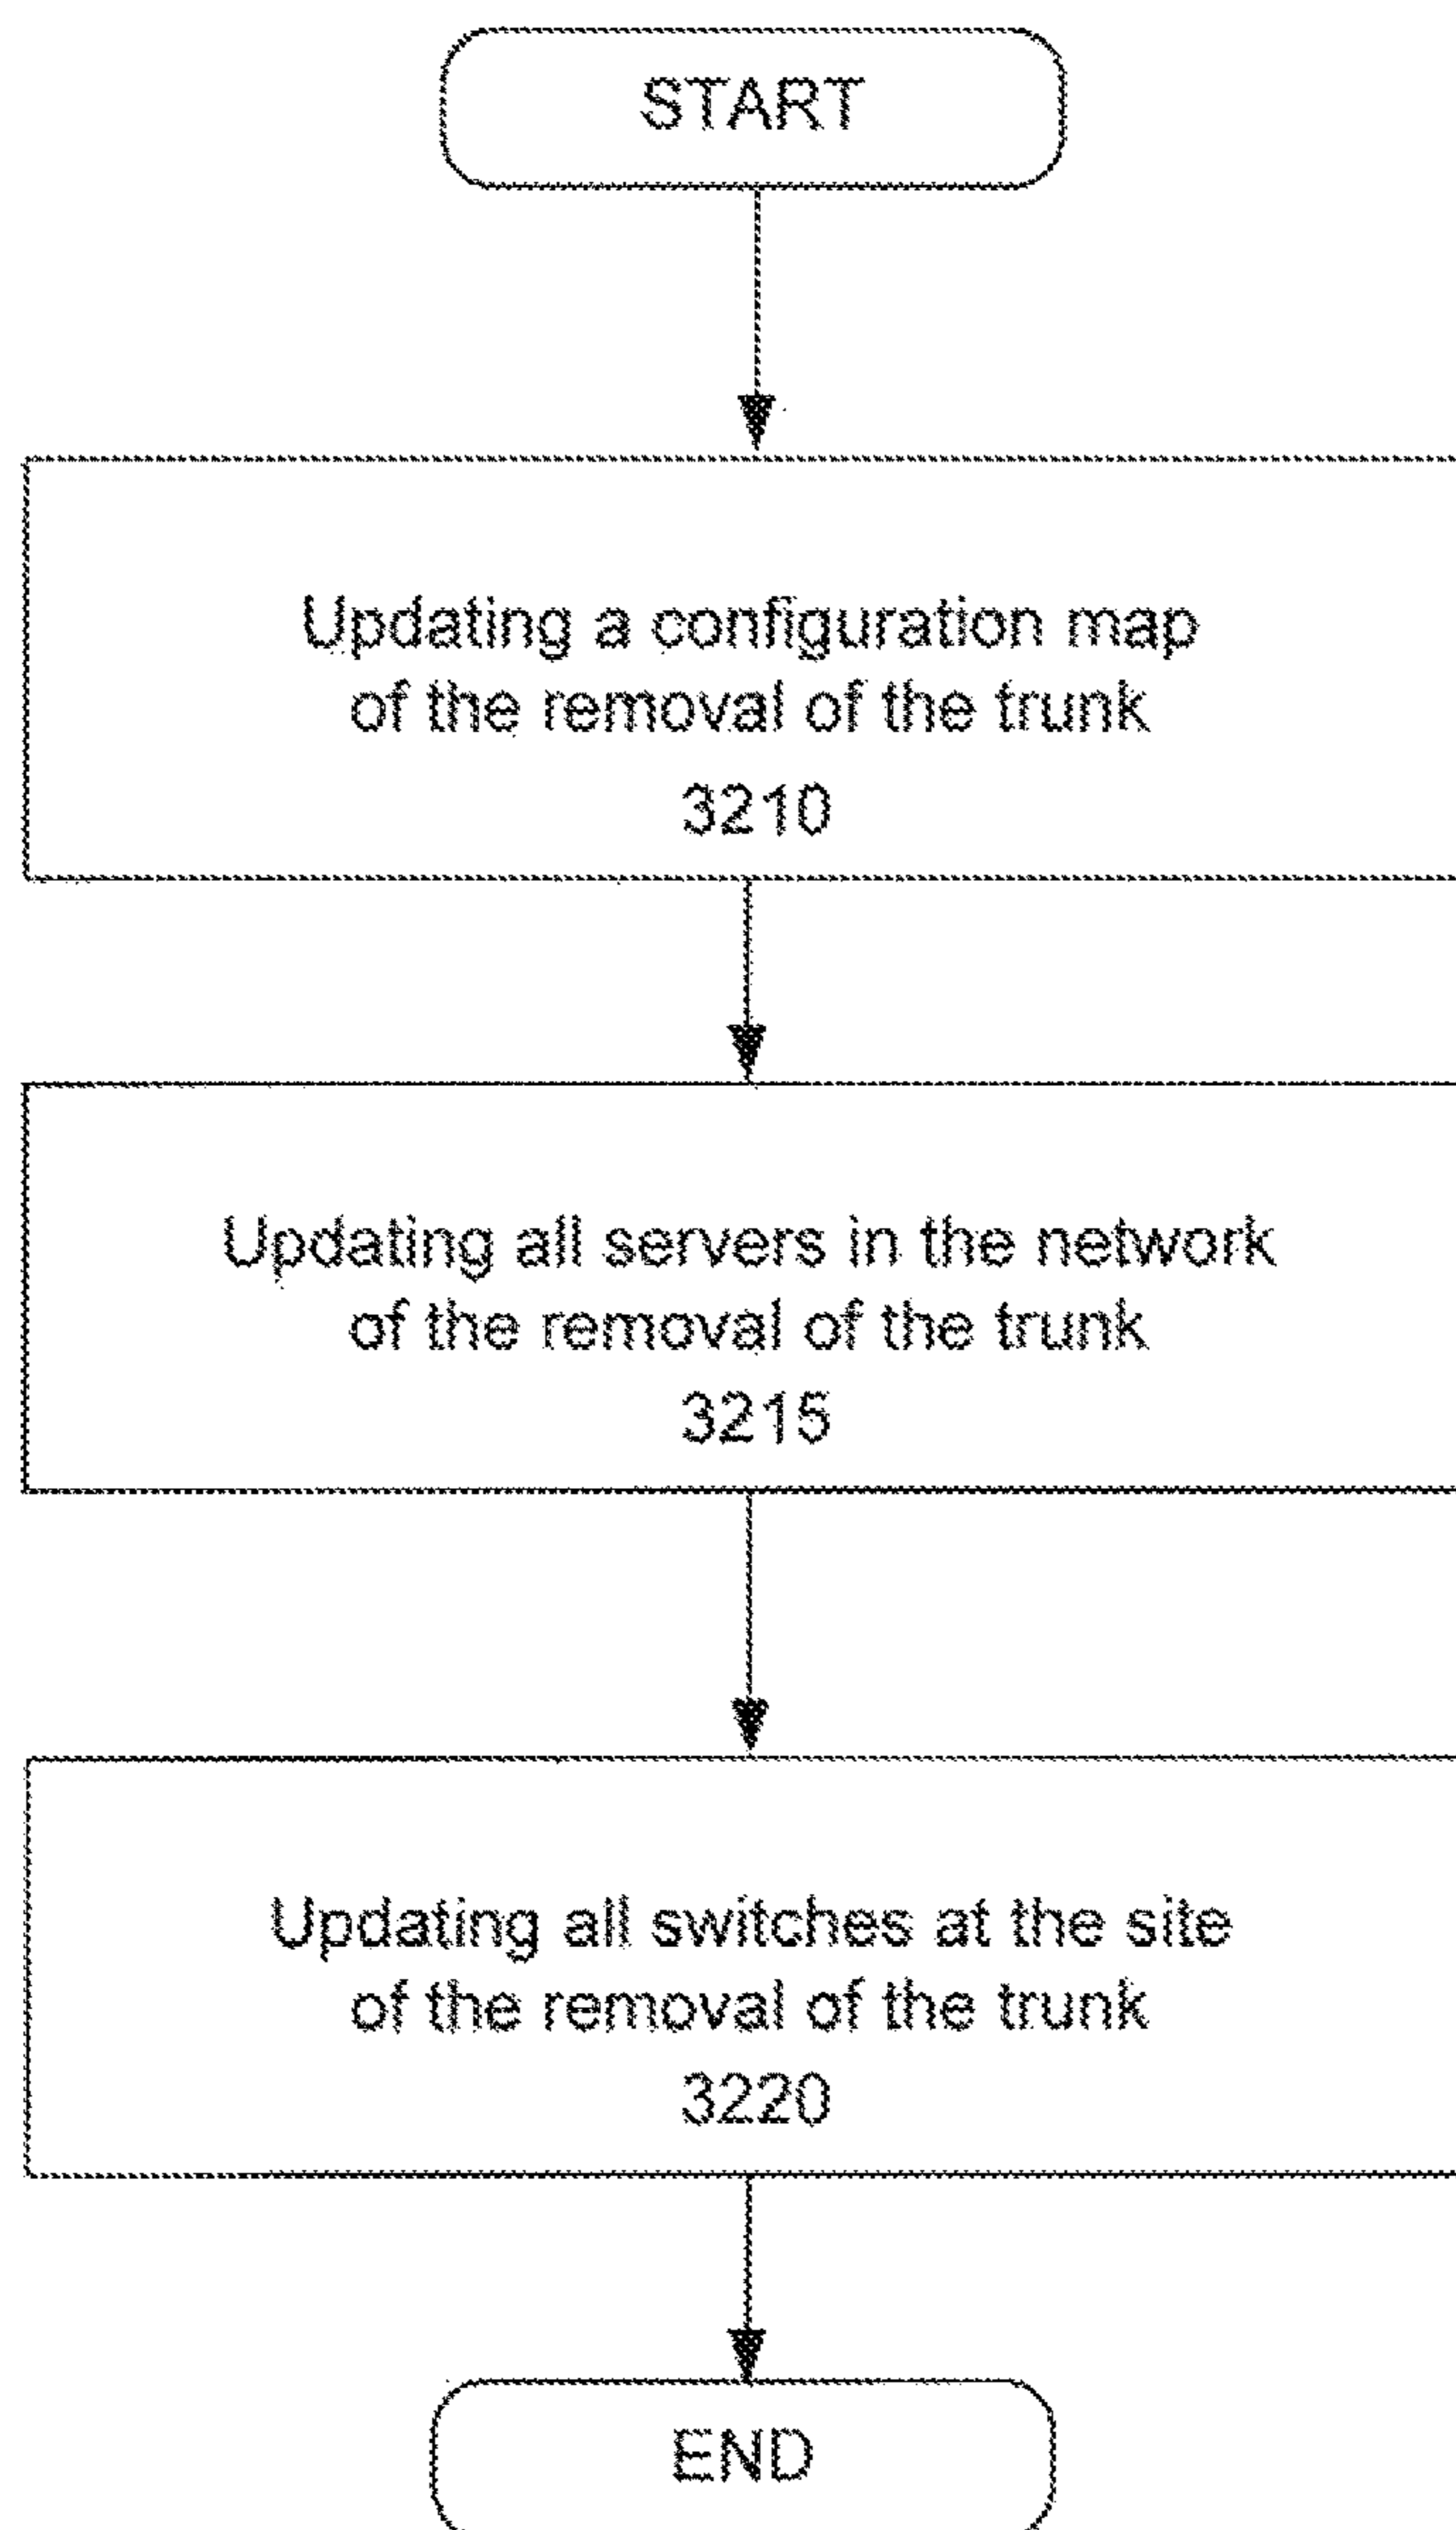 START
Updating a configuration map
of the removal of the trunk
3210
Updating all servers in the network
of the removal of the trunk
3215
Updating all switches at the site
of the removal of the trunk
3220
END